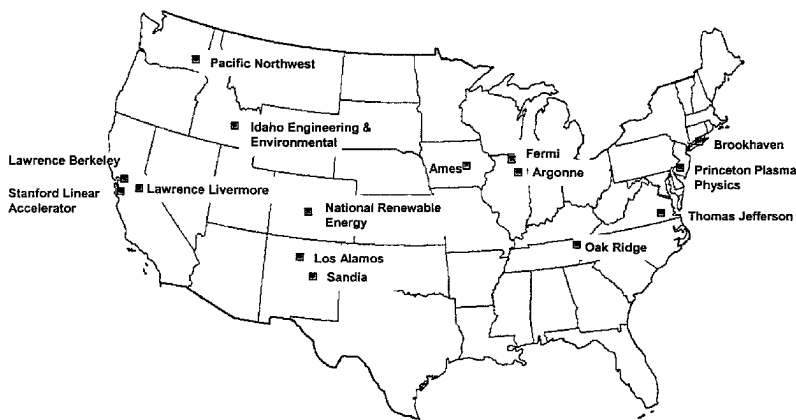 Pacific Northwest
Idaho Engineering &
Environmental
Lawrence Berkeley
Stanford Linear
Accelerator
Lawrence Livermore
National Renewable
Energy
Los Alamos
Sandia
Ames
Fermi
Argonne
Brookhaven
Princeton Plasma
Physics
Thomas Jefferson
Oak Ridge